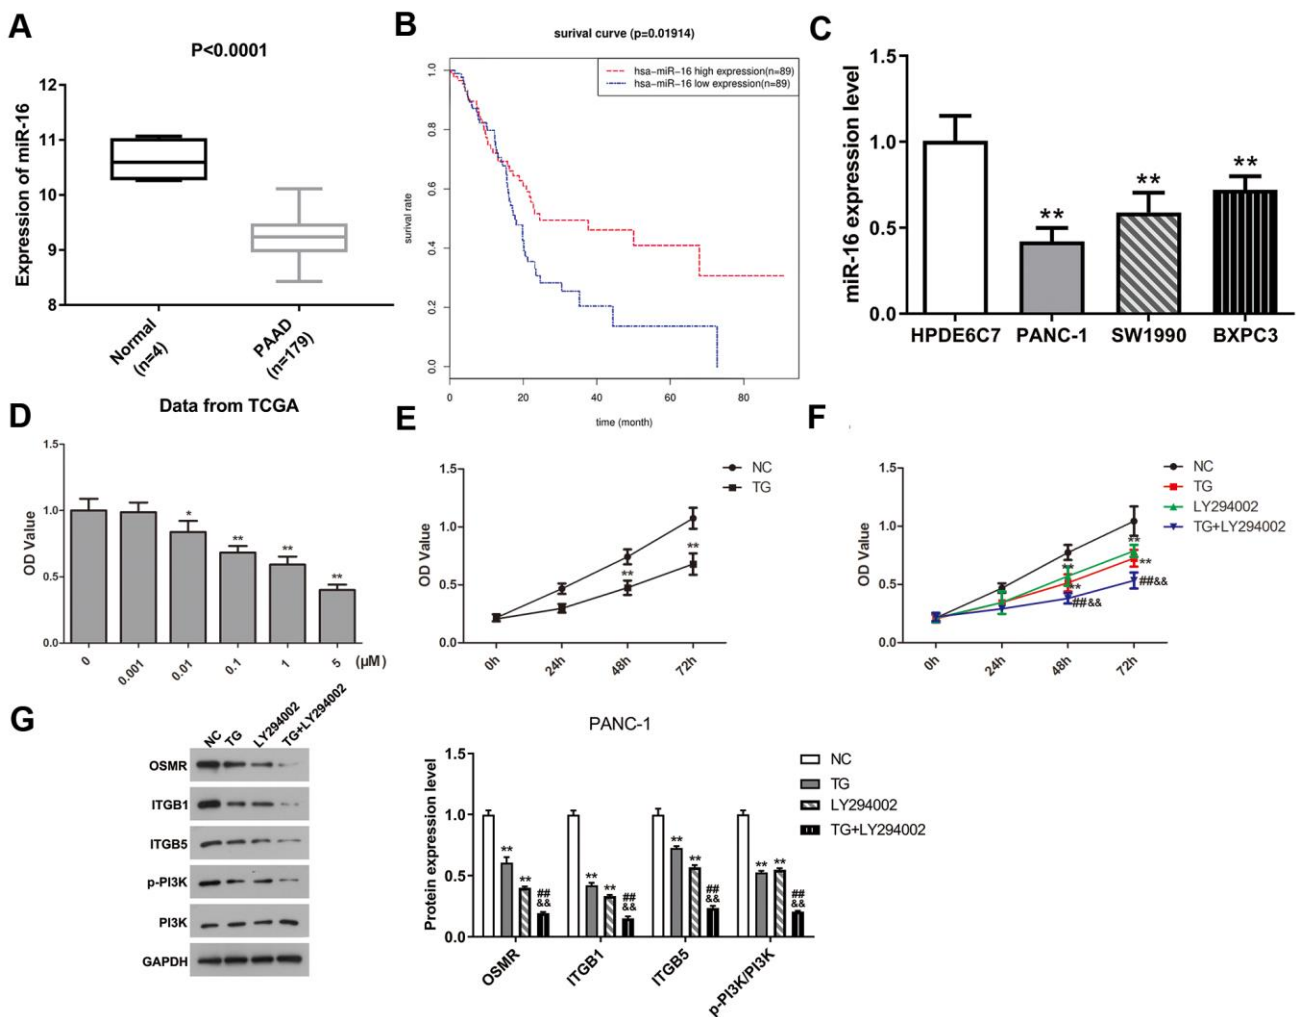 A
P<0.0001
Expression of miR-16
12
11
10
9
8
Normal
(n=4)
PAAD
(n=179)
Data from TCGA
B
surival curve (p=0.01914)
hsa-miR-16 high expression(n=89)
hsa-miR-16 low expression(n=89)
surival rate
1.0
0.8
0.6
0.4
0.2
0.0
0
20
40
60
80
time (month)
C
miR-16 expression level
1.5
1.0
0.5
0.0
**
**
**
HPDE6C7
PANC-1
SW1990
BXPC3
D
OD Value
1.5
1.0
0.5
0.0
*
**
**
**
0
0.001
0.01
0.1
1
5
(μM)
E
OD Value
1.5
1.0
0.5
0.0
NC
TG
**
**
0h
24h
48h
72h
F
OD Value
1.5
1.0
0.5
0.0
NC
TG
LY294002
TG+LY294002
**
**
##&&
**
**
##&&
0h
24h
48h
72h
G
NC
TG
LY294002
TG+LY294002
OSMR
ITGB1
ITGB5
p-PI3K
PI3K
GAPDH
PANC-1
Protein expression level
1.5
1.0
0.5
0.0
NC
TG
LY294002
TG+LY294002
**
**
##
&&
**
**
##
&&
**
**
##
&&
**
**
##
&&
OSMR
ITGB1
ITGB5
p-PI3K/PI3K